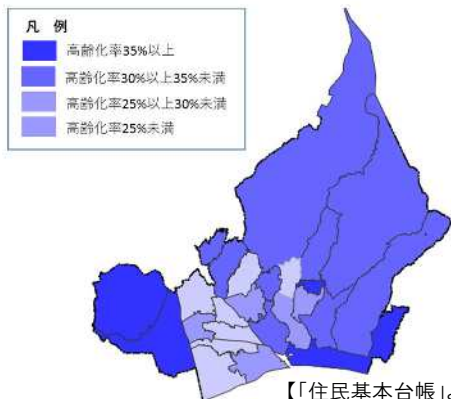 凡 例
高齢化率35%以上
高齢化率30%以上35%未満
高齢化率25%以上30%未満
高齢化率25%未満
【「住民基本台帳」